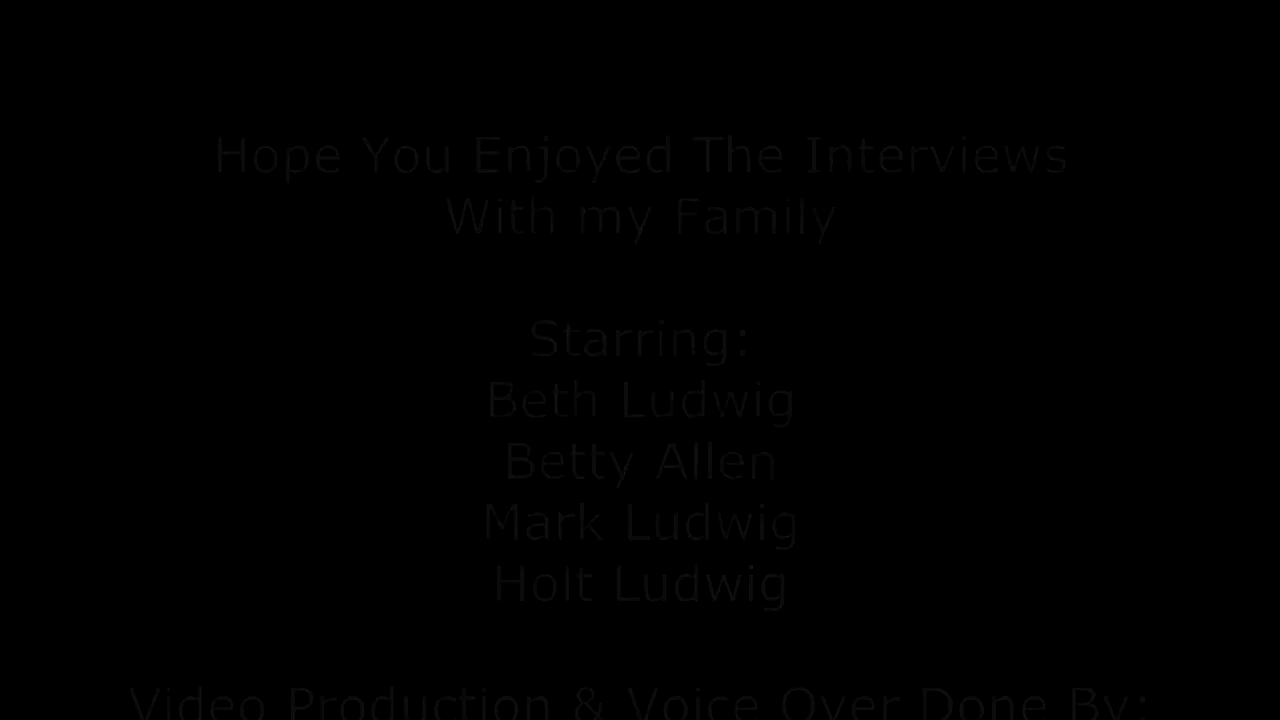 Hope You Enjoyed The Interviews
With my Family
Starring:
Beth Ludwig
Betty Allen
Mark Ludwig
Holt Ludwig
Video Production & Voice Over Done By: